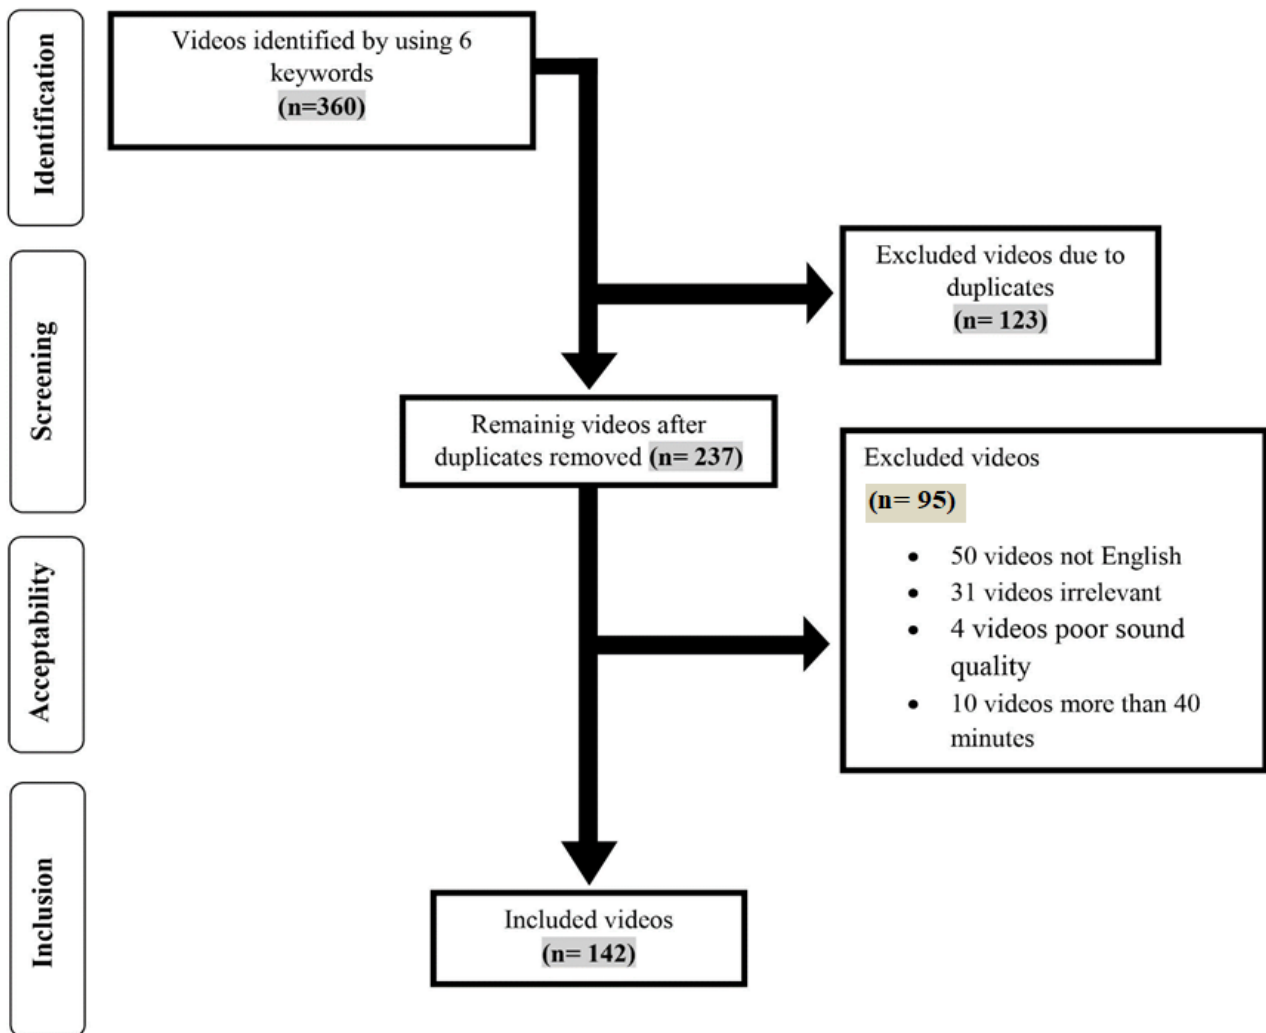 Identification
Videos identified by using 6
keywords
(n=360)
Excluded videos due to
duplicates
(n= 123)
Screening
Remainig videos after
duplicates removed (n= 237)
Excluded videos
(n= 95)
• 50 videos not English
• 31 videos irrelevant
• 4 videos poor sound
quality
• 10 videos more than 40
minutes
Acceptability
Inclusion
Included videos
(n= 142)